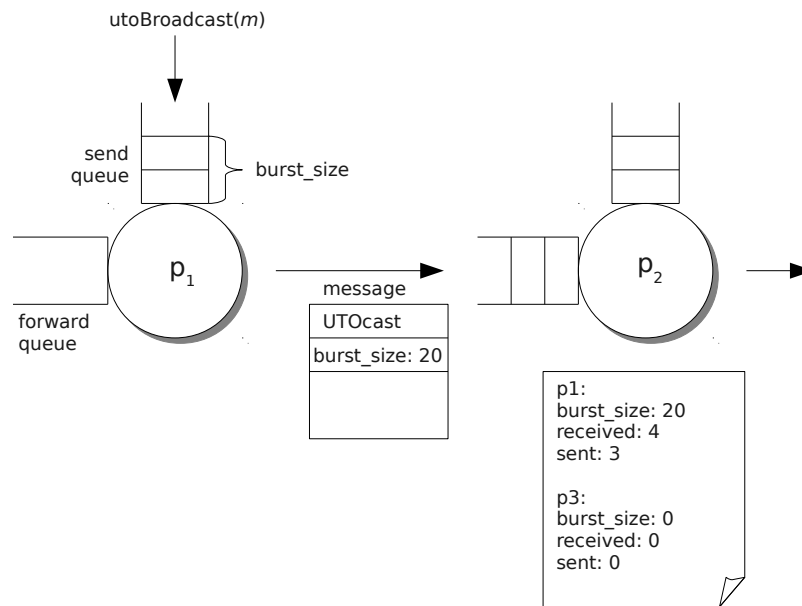 utoBroadcast(m)
send
queue
burst_size
p1
forward
queue
message
UTOcast
burst_size: 20
p2
p1:
burst_size: 20
received: 4
sent: 3
p3:
burst_size: 0
received: 0
sent: 0